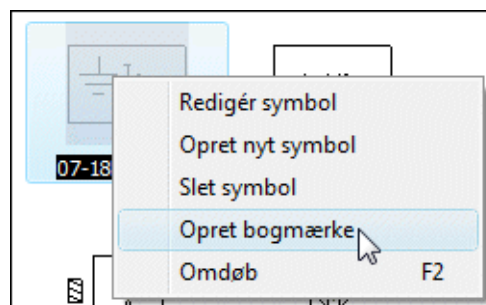 Redigér symbol
Opret nyt symbol
07-18
Slet symbol
Opret bogmærke
Omdøb F2